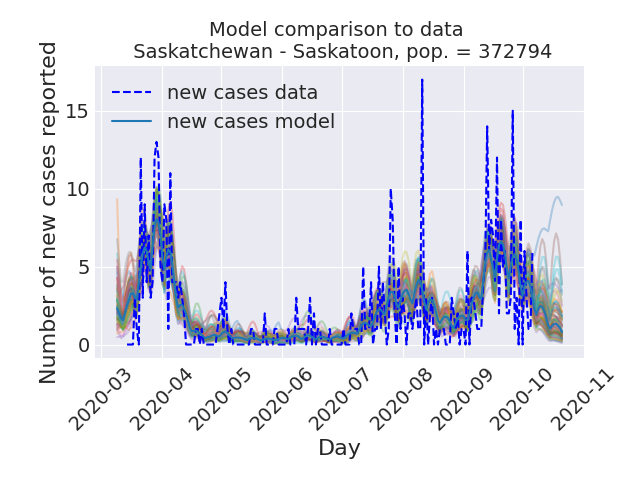 Model comparison to data
Saskatchewan - Saskatoon, pop. = 372794
new cases data
new cases model
Number of new cases reported
15
10
5
0
2020-03
2020-04
2020-05
2020-06
2020-07
2020-08
2020-09
2020-10
2020-11
Day